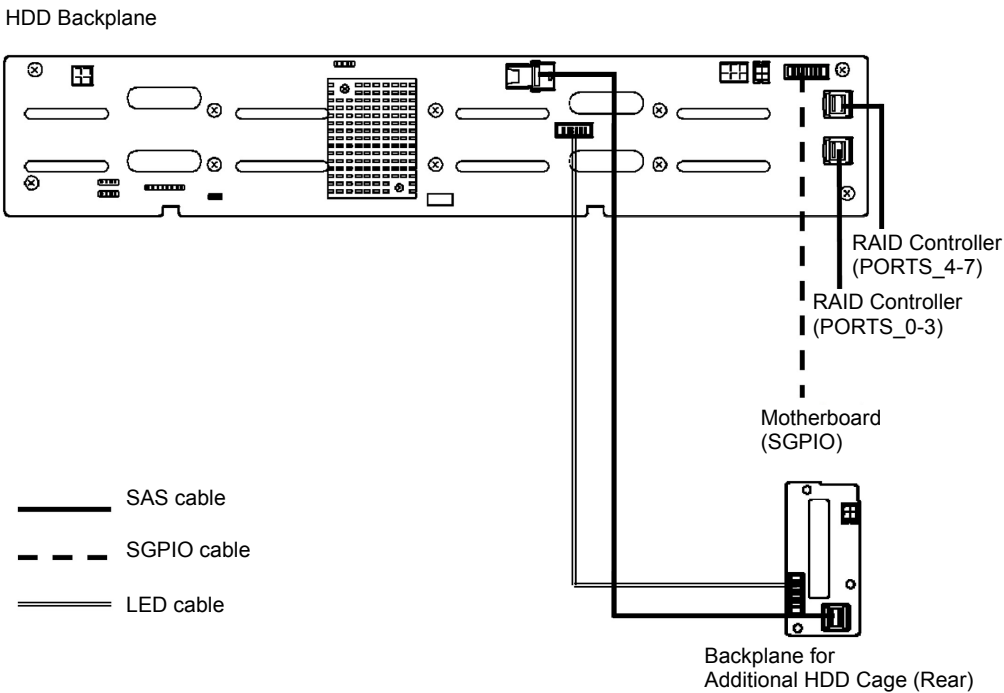 HDD Backplane
RAID Controller
(PORTS_4-7)
RAID Controller
(PORTS_0-3)
Motherboard
(SGPIO)
SAS cable
SGPIO cable
LED cable
Backplane for
Additional HDD Cage (Rear)